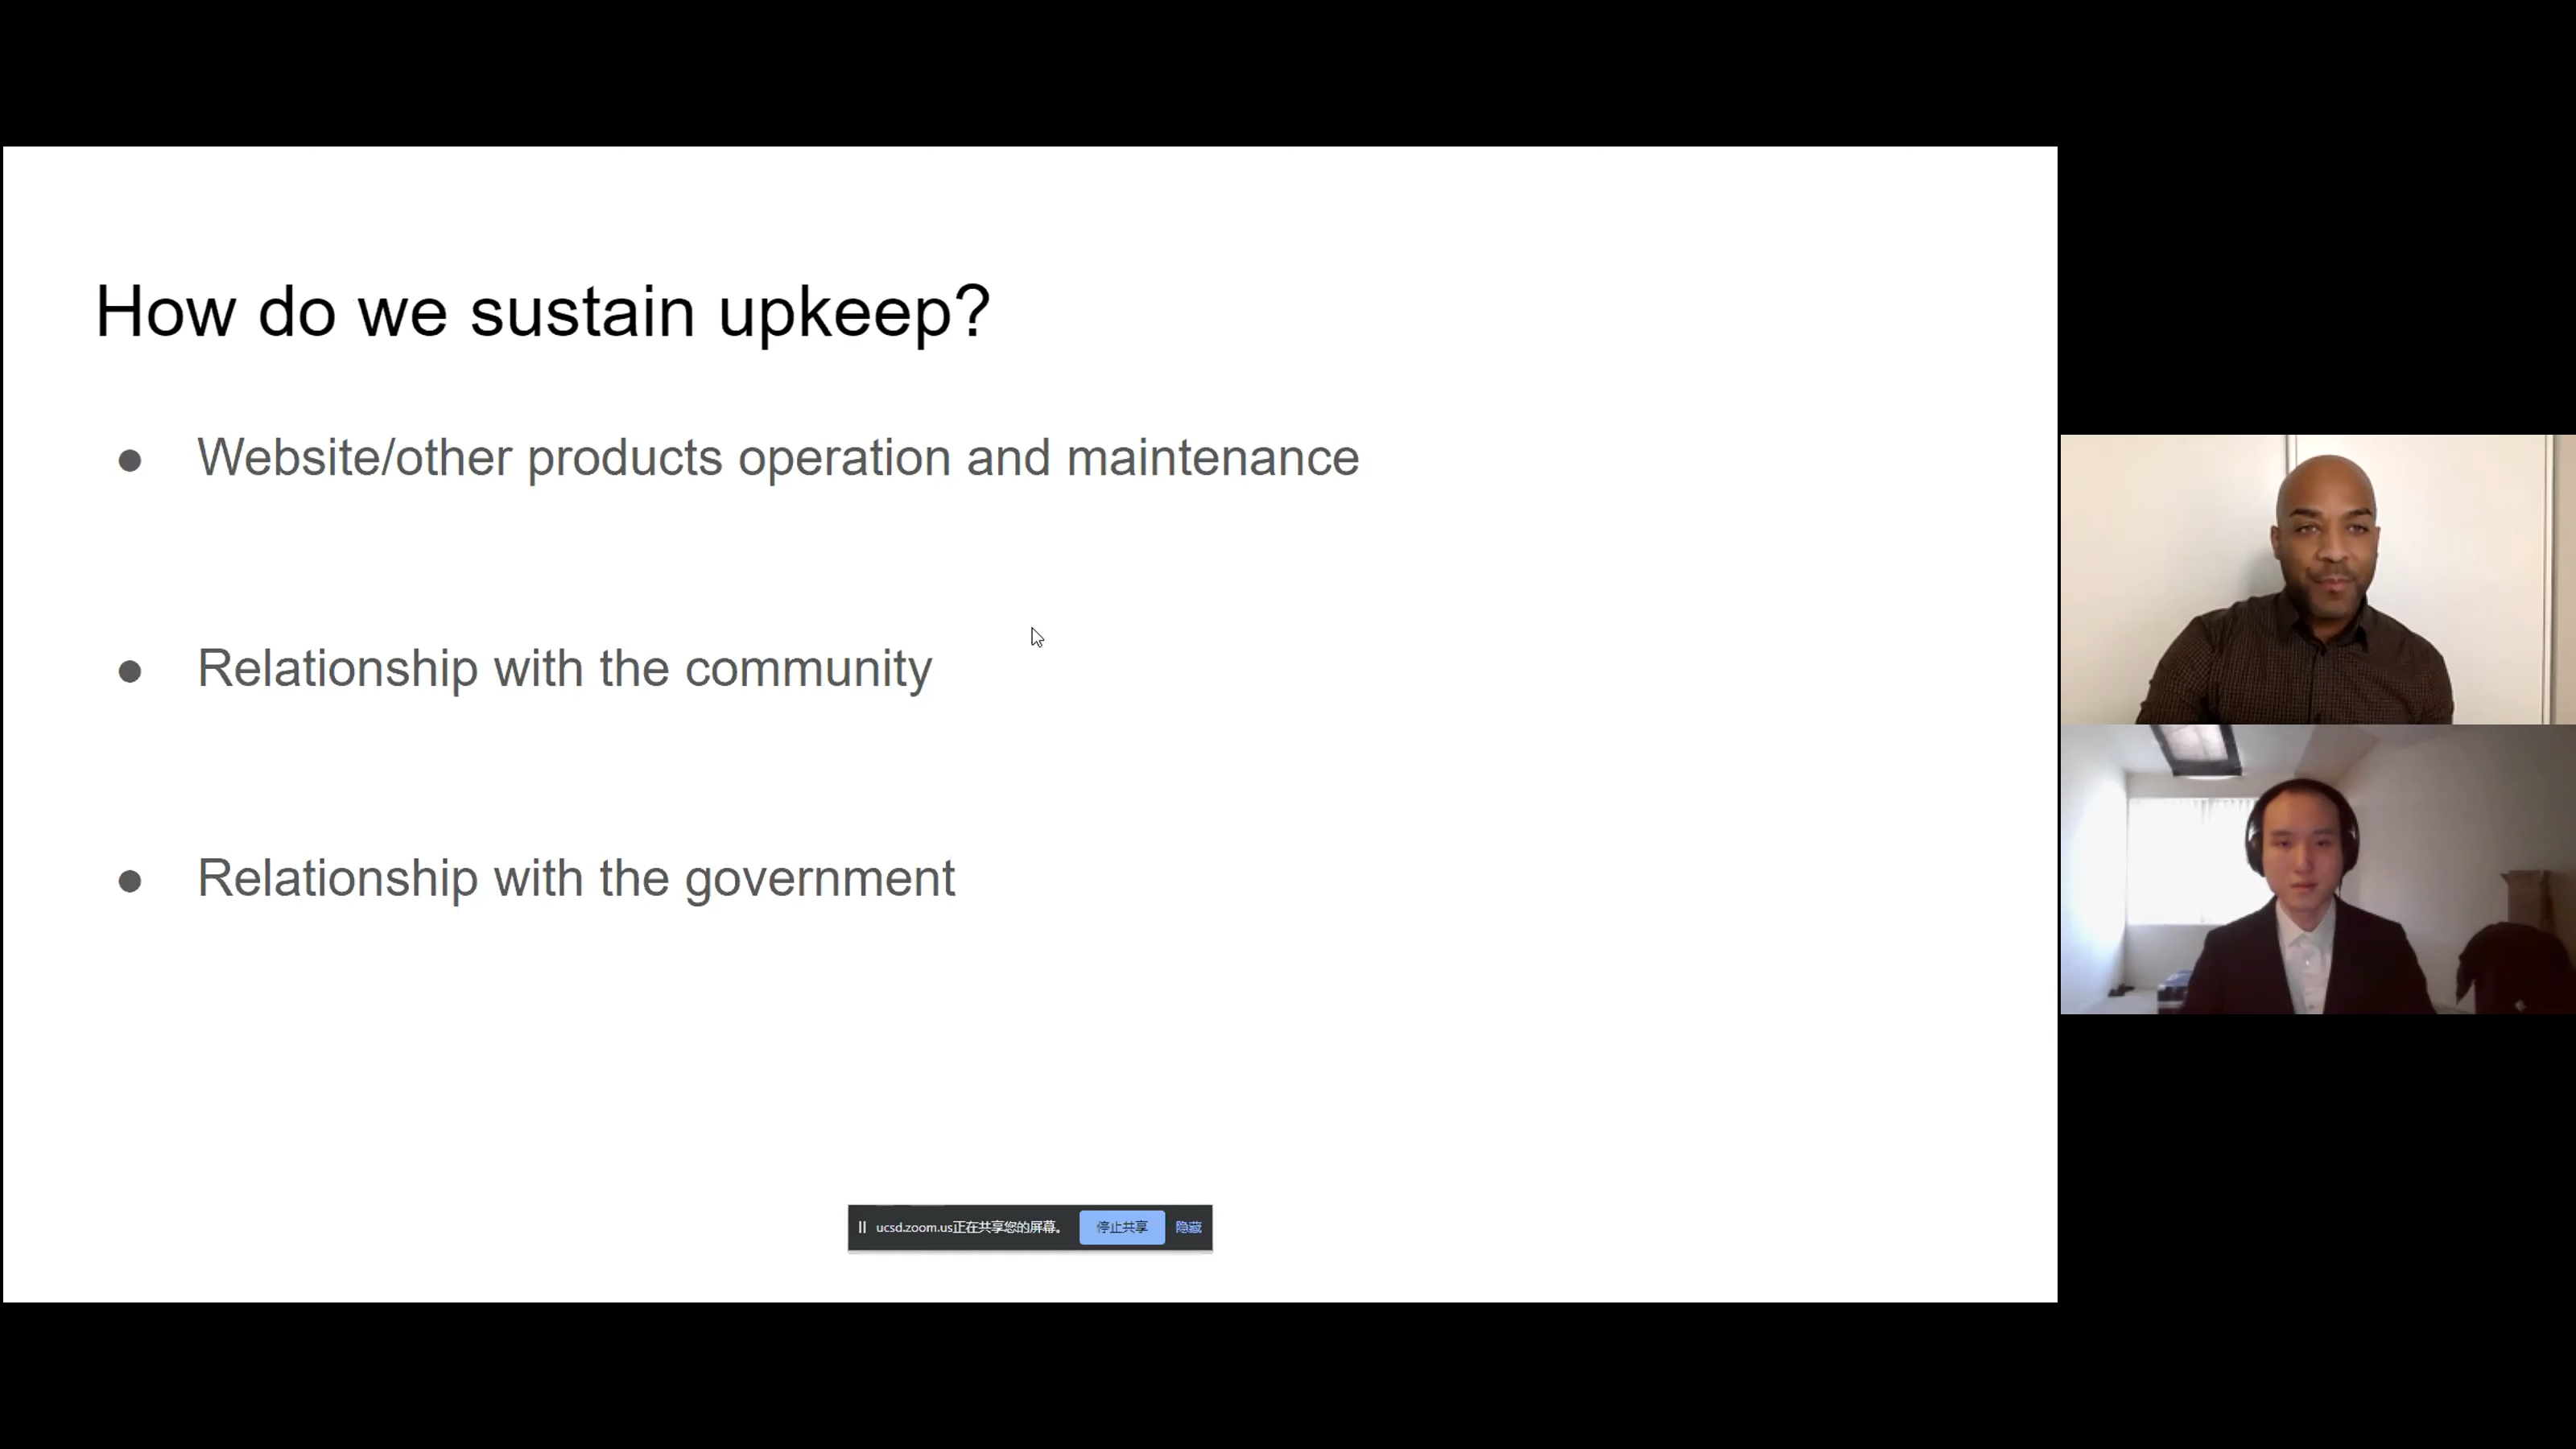 How do we sustain upkeep?
● Website/other products operation and maintenance
● Relationship with the community
● Relationship with the government
ucsd.zoom.us正在共享您的屏幕。 停止共享 隐藏